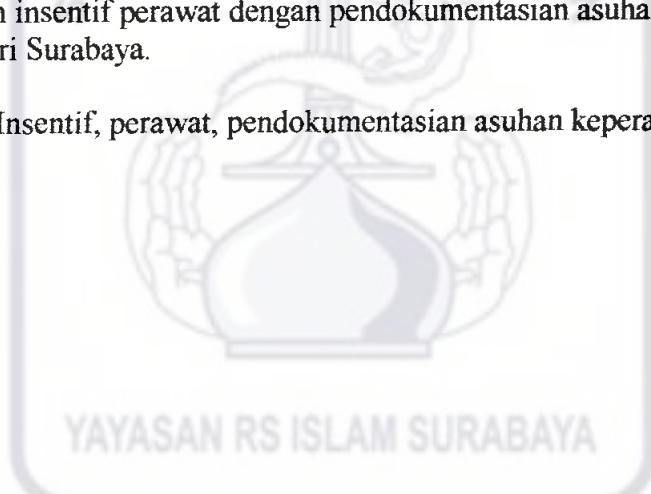 insentif perawat dengan pendokumentasian asuha
ri Surabaya.
Insentif, perawat, pendokumentasian asuhan kepera
YAYASAN RS ISLAM SURABAYA